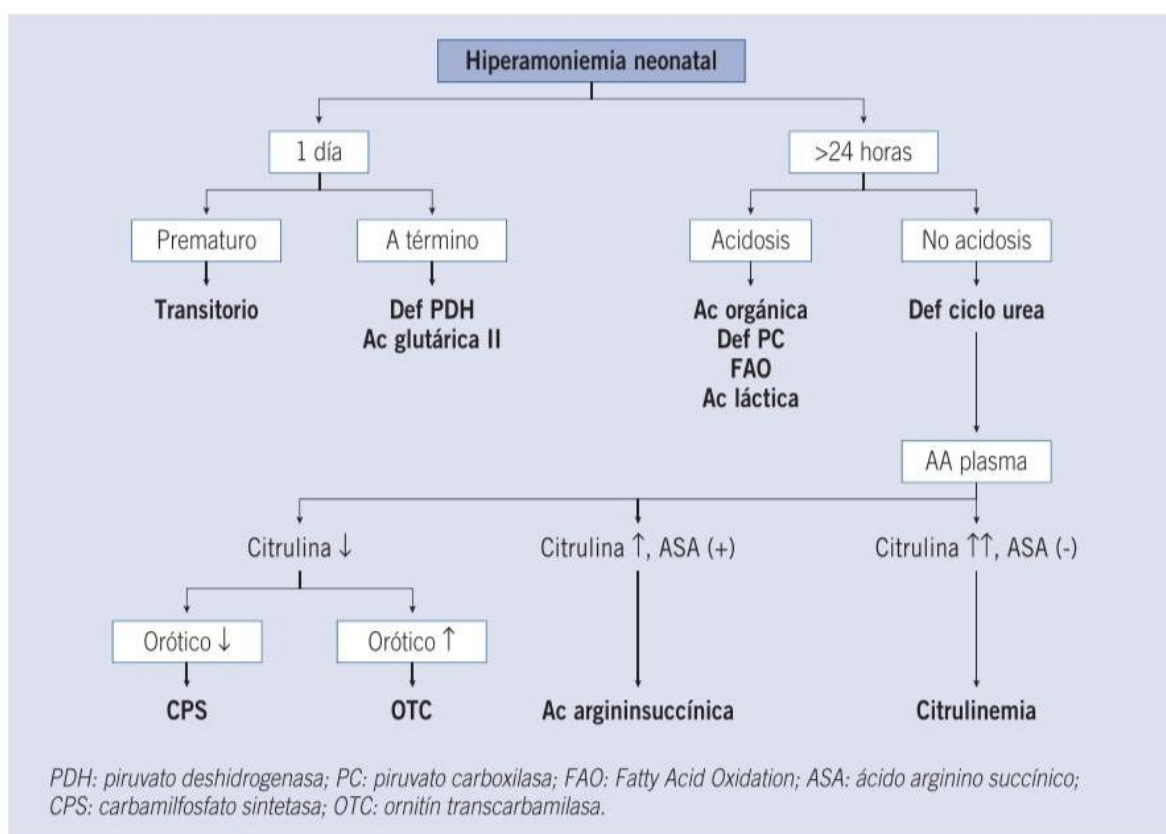 Hiperamoniemia neonatal
1 día
>24 horas
Prematuro
A término
Acidosis
No acidosis
Transitorio
Def PDH
Ac glutárica II
Ac orgánica
Def PC
FAO
Ac láctica
Def ciclo urea
AA plasma
Citrulina ↓
Citrulina ↑, ASA (+)
Citrulina ↑↑, ASA (-)
Orótico ↓
Orótico ↑
CPS
OTC
Ac argininsuccínica
Citrulinemia
PDH: piruvato deshidrogenasa; PC: piruvato carboxilasa; FAO: Fatty Acid Oxidation; ASA: ácido arginino succínico;
CPS: carbamilfosfato sintetasa; OTC: ornitín transcarbamilasa.